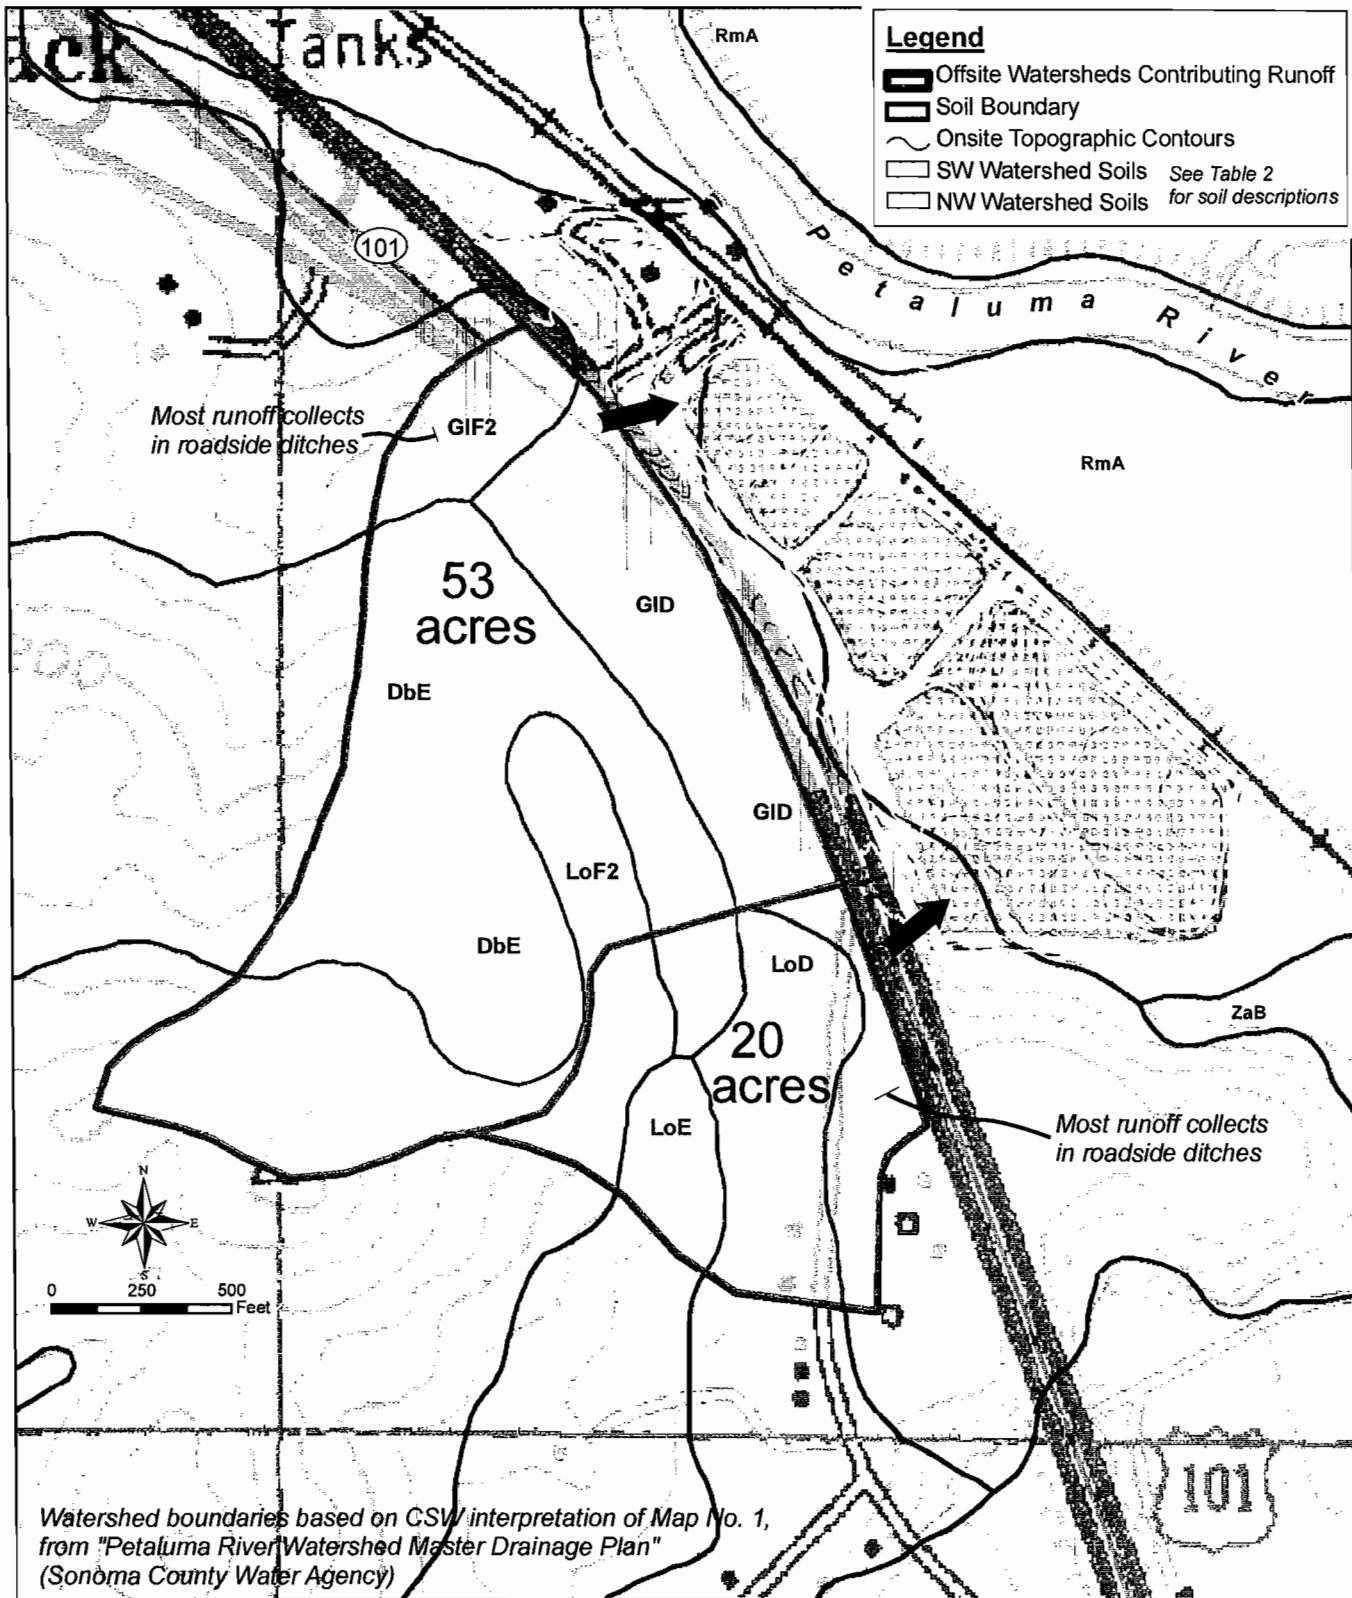 ack Tanks
RmA
Legend
Offsite Watersheds Contributing Runoff
Soil Boundary
Onsite Topographic Contours
SW Watershed Soils
NW Watershed Soils
See Table 2
for soil descriptions
101
Petaluma River
Most runoff collects
in roadside ditches
GIF2
RmA
53
acres
GID
DbE
GID
LoF2
DbE
LoD
ZaB
20
acres
LoE
Most runoff collects
in roadside ditches
N
W E
S
0 250 500
Feet
101
Watershed boundaries based on CSW interpretation of Map No. 1,
from "Petaluma River Watershed Master Drainage Plan"
(Sonoma County Water Agency)